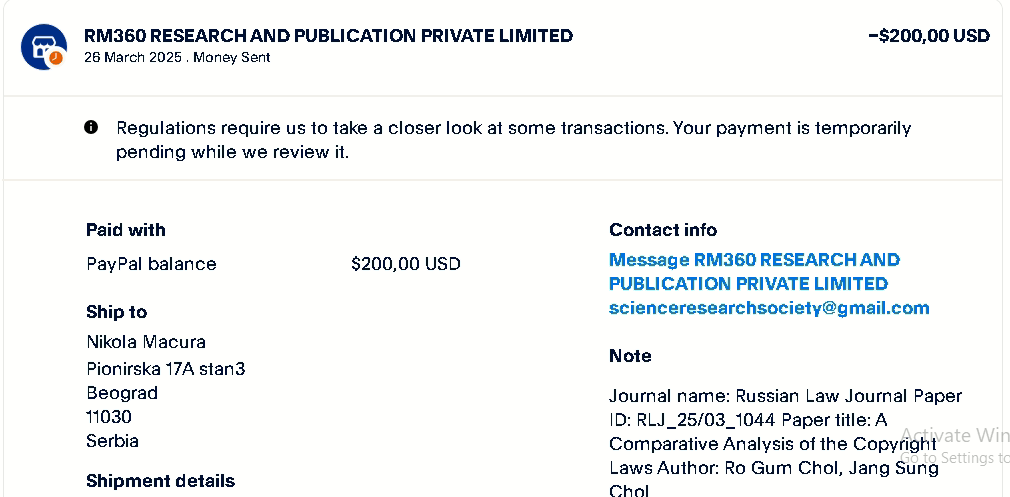 RM360 RESEARCH AND PUBLICATION PRIVATE LIMITED
−$200,00 USD
26 March 2025 . Money Sent
Regulations require us to take a closer look at some transactions. Your payment is temporarily
pending while we review it.
Paid with
PayPal balance
$200,00 USD
Ship to
Nikola Macura
Pionirska 17A stan3
Beograd
11030
Serbia
Shipment details
Contact info
Message RM360 RESEARCH AND
PUBLICATION PRIVATE LIMITED
scienceresearchsociety@gmail.com
Note
Journal name: Russian Law Journal Paper
ID: RLJ_25/03_1044 Paper title: A
Comparative Analysis of the Copyright
Laws Author: Ro Gum Chol, Jang Sung
Chol
Activate Win
Go to Settings to